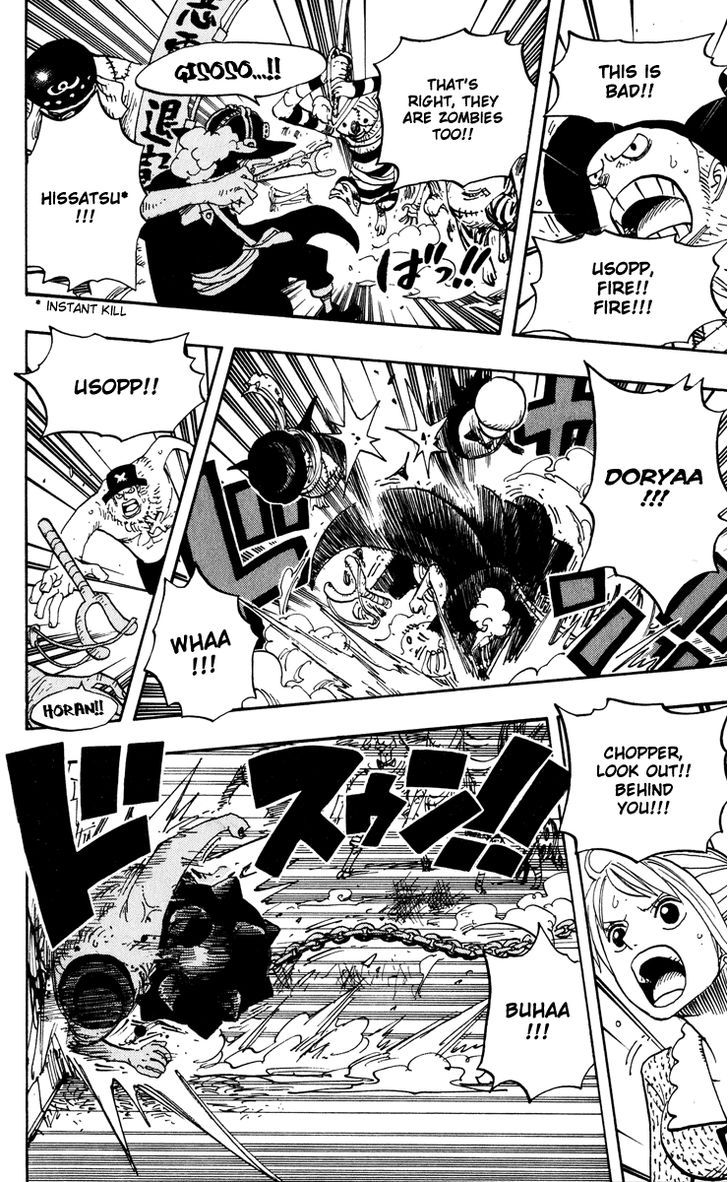 THIS IS
BAD!!
USOPP,
FIRE!!
FIRE!!!
THAT'S
RIGHT, THEY
ARE ZOMBIES
TOO!!
GISOSO...!!
HISSATSU*
!!!
* INSTANT KILL
ばっ!!
DORYAA
!!!
WHAA
!!!
USOPP!!
HORAN!!
CHOPPER,
LOOK OUT!!
BEHIND
YOU!!!
BUHAA
!!!
ドスゥン!!